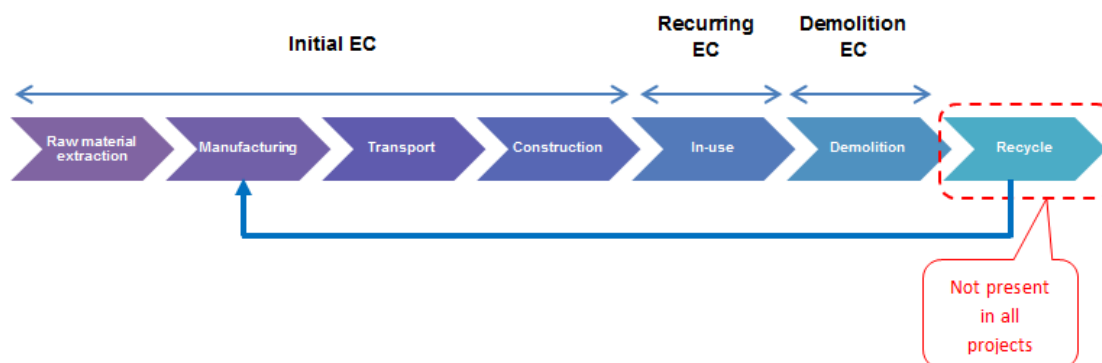 Initial EC
Recurring
EC
Demolition
EC
Raw material
extraction
Manufacturing
Transport
Construction
In-use
Demolition
Recycle
Not present
in all
projects